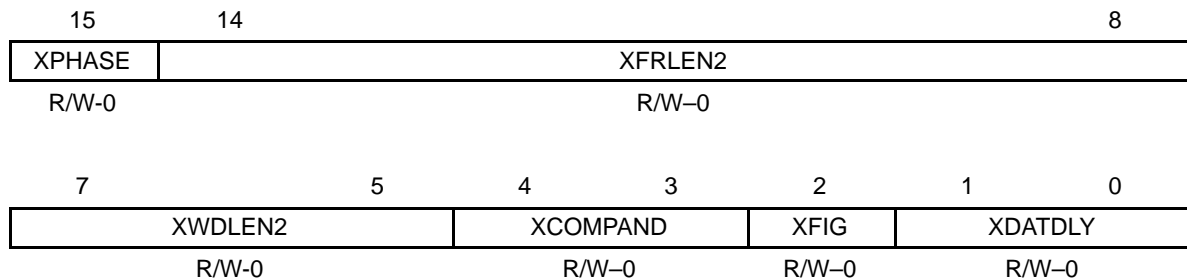 15 14 8
XPHASE XFRLEN2
R/W-0 R/W–0
7 5 4 3 2 1 0
XWDLEN2 XCOMPAND XFIG XDATDLY
R/W-0 R/W–0 R/W–0 R/W–0